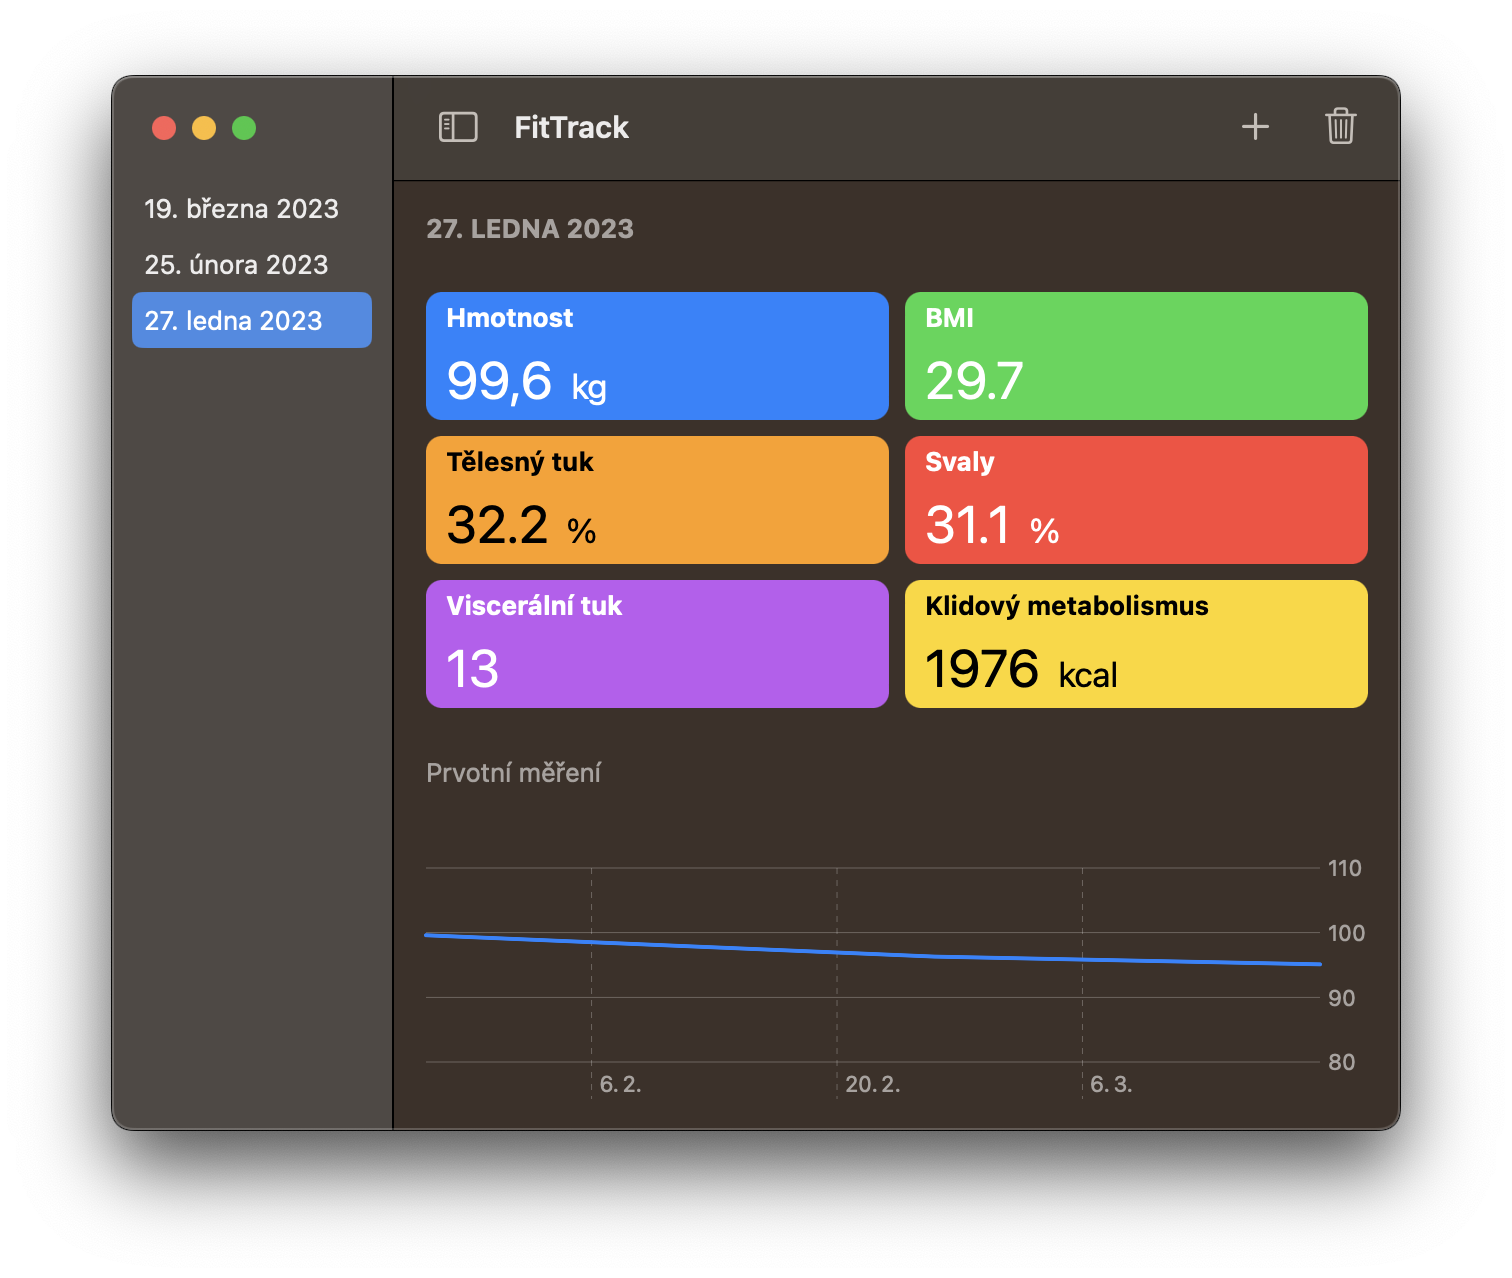 FitTrack
19. března 2023
25. února 2023
27. ledna 2023
27. LEDNA 2023
Hmotnost
99,6 kg
BMI
29.7
Tělesný tuk
32.2 %
Svaly
31.1 %
Viscerální tuk
13
Klidový metabolismus
1976 kcal
Prvotní měření
110
100
90
80
6. 2.
20. 2.
6. 3.